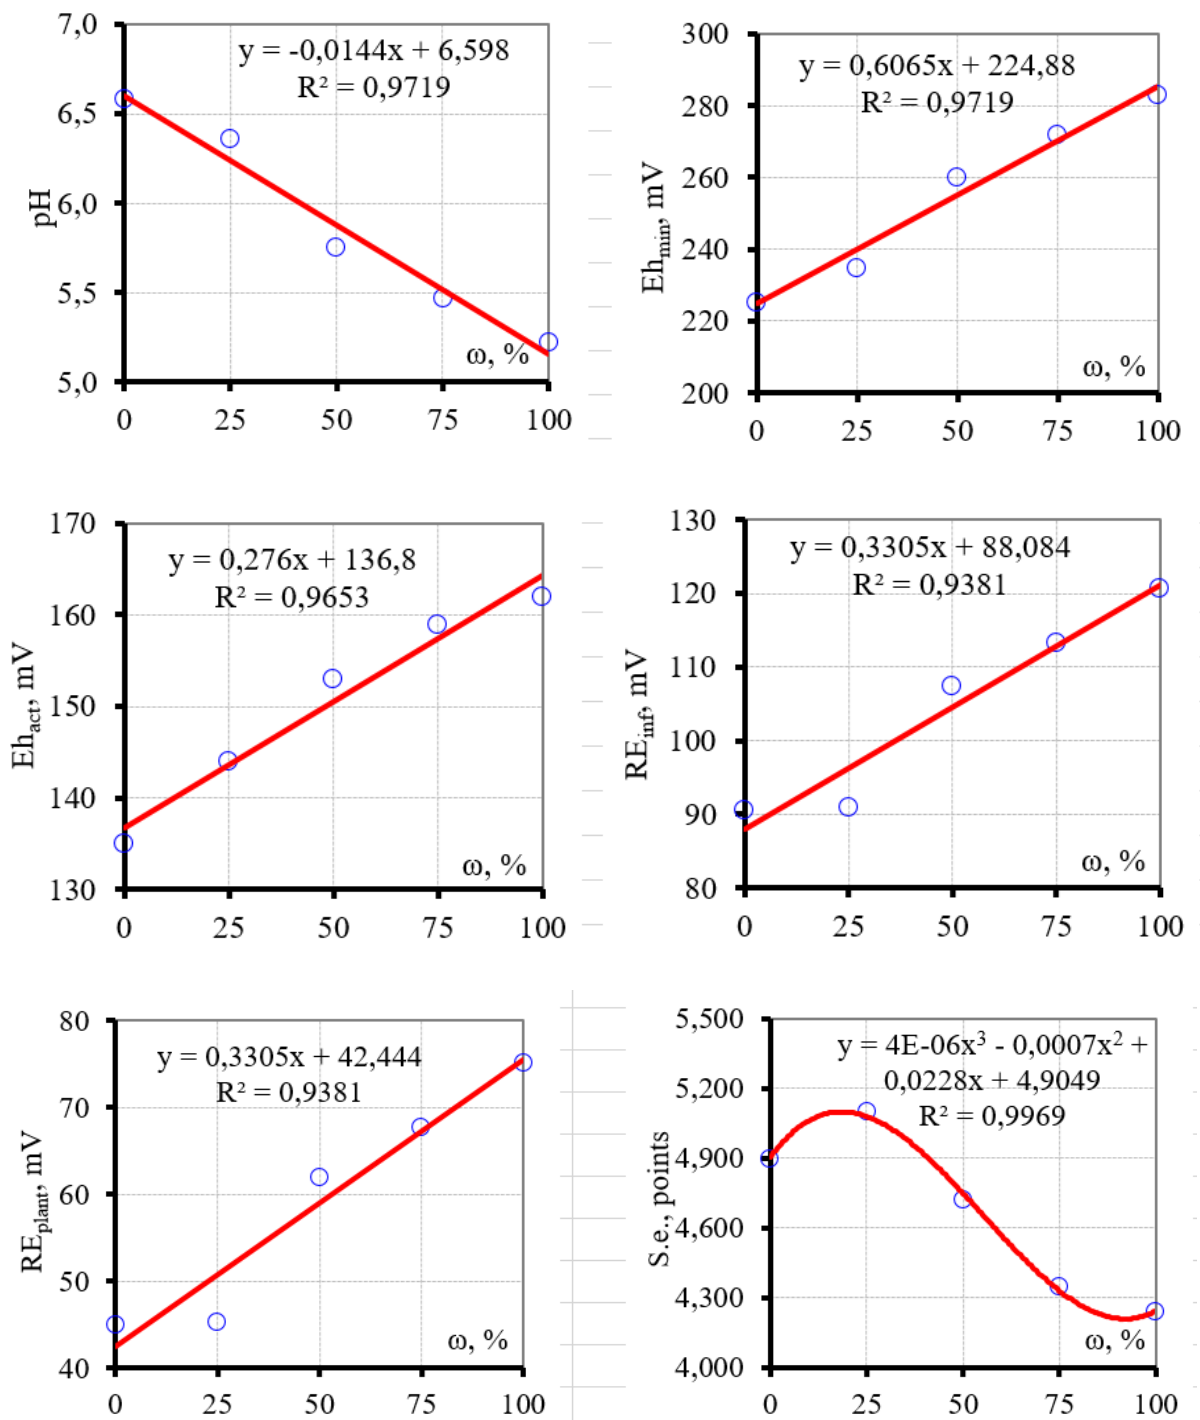 7,0
y = -0,0144x + 6,598
R² = 0,9719
6,5
pH
6,0
5,5
ω, %
5,0
0 25 50 75 100
300
y = 0,6065x + 224,88
R² = 0,9719
280
260
Eh_min, mV
240
220
ω, %
200
0 25 50 75 100
170
y = 0,276x + 136,8
R² = 0,9653
160
Eh_act, mV
150
140
ω, %
130
0 25 50 75 100
130
y = 0,3305x + 88,084
R² = 0,9381
120
110
RE_inf, mV
100
90
ω, %
80
0 25 50 75 100
80
y = 0,3305x + 42,444
R² = 0,9381
70
RE_plant, mV
60
50
ω, %
40
0 25 50 75 100
5,500
y = 4E-06x³ - 0,0007x² +
0,0228x + 4,9049
R² = 0,9969
5,200
4,900
S.e., points
4,600
4,300
ω, %
4,000
0 25 50 75 100